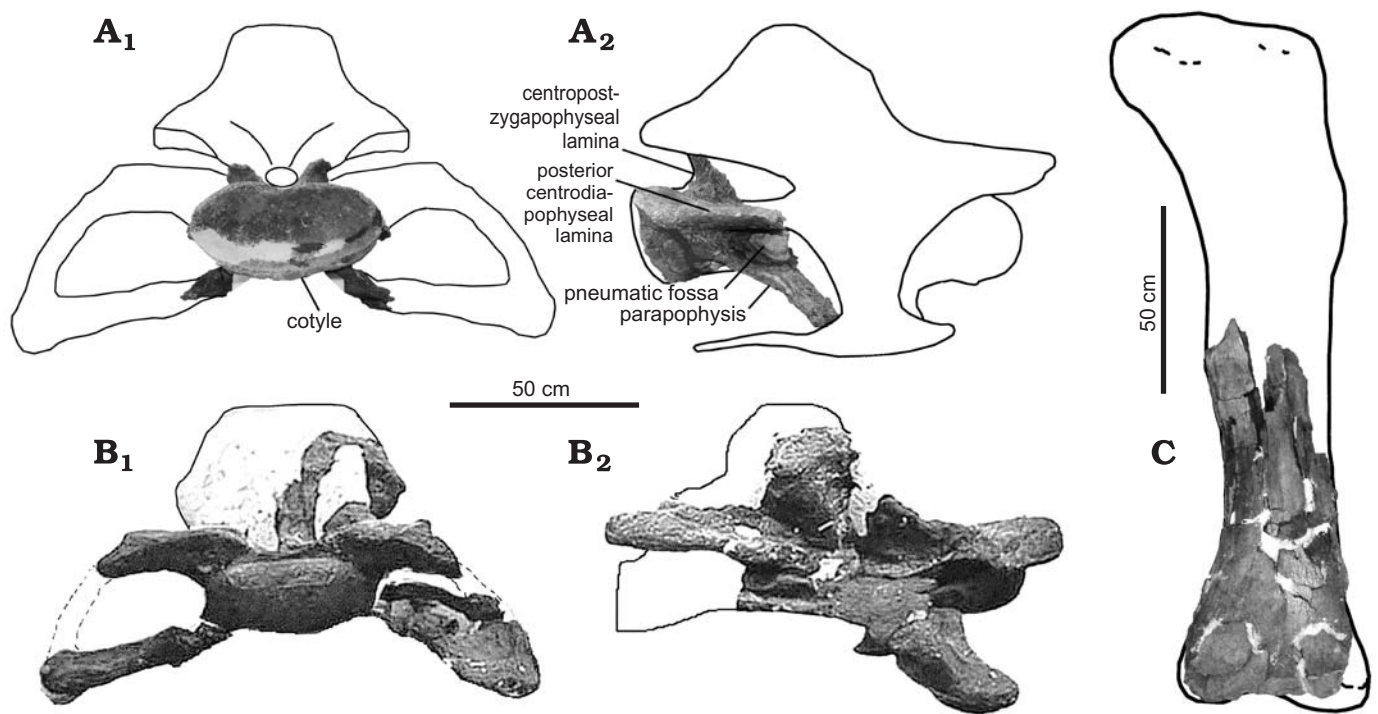 A1
A2
centropost-
zygapophyseal
lamina
posterior
centrodia-
pophyseal
lamina
pneumatic fossa
parapophysis
cotyle
50 cm
50 cm
B1
B2
C